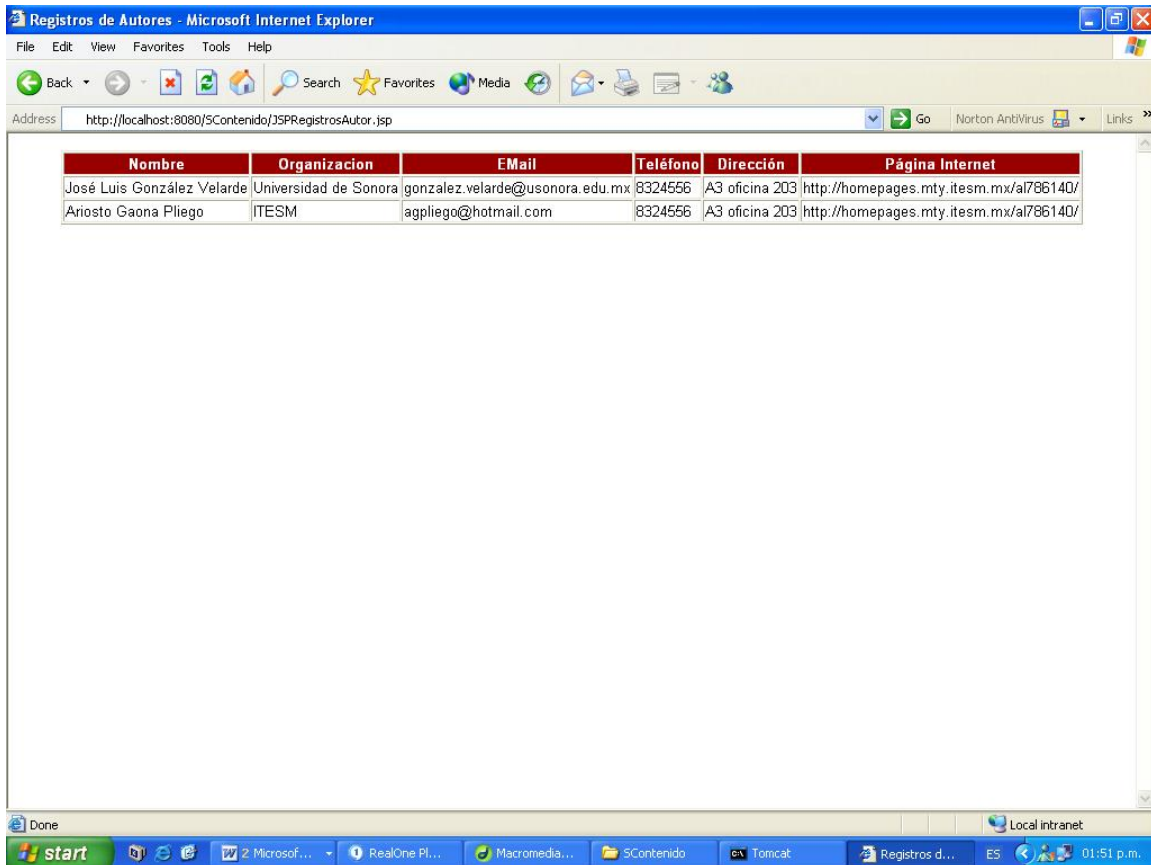 Registros de Autores - Microsoft Internet Explorer
File Edit View Favorites Tools Help
Back Search Favorites Media
Address http://localhost:8080/SContenido/JSPRegistrosAutor.jsp Go Norton AntiVirus Links »
Nombre Organizacion EMail Teléfono Dirección Página Internet
José Luis González Velarde Universidad de Sonora gonzalez.velarde@usonora.edu.mx 8324556 A3 oficina 203 http://homepages.mty.itesm.mx/al786140/
Ariosto Gaona Pliego ITESM agpliego@hotmail.com 8324556 A3 oficina 203 http://homepages.mty.itesm.mx/al786140/
Done Local intranet
start 2 Microsof... RealOne Pl... Macromedia... SContenido Tomcat Registros d... ES 01:51 p.m.